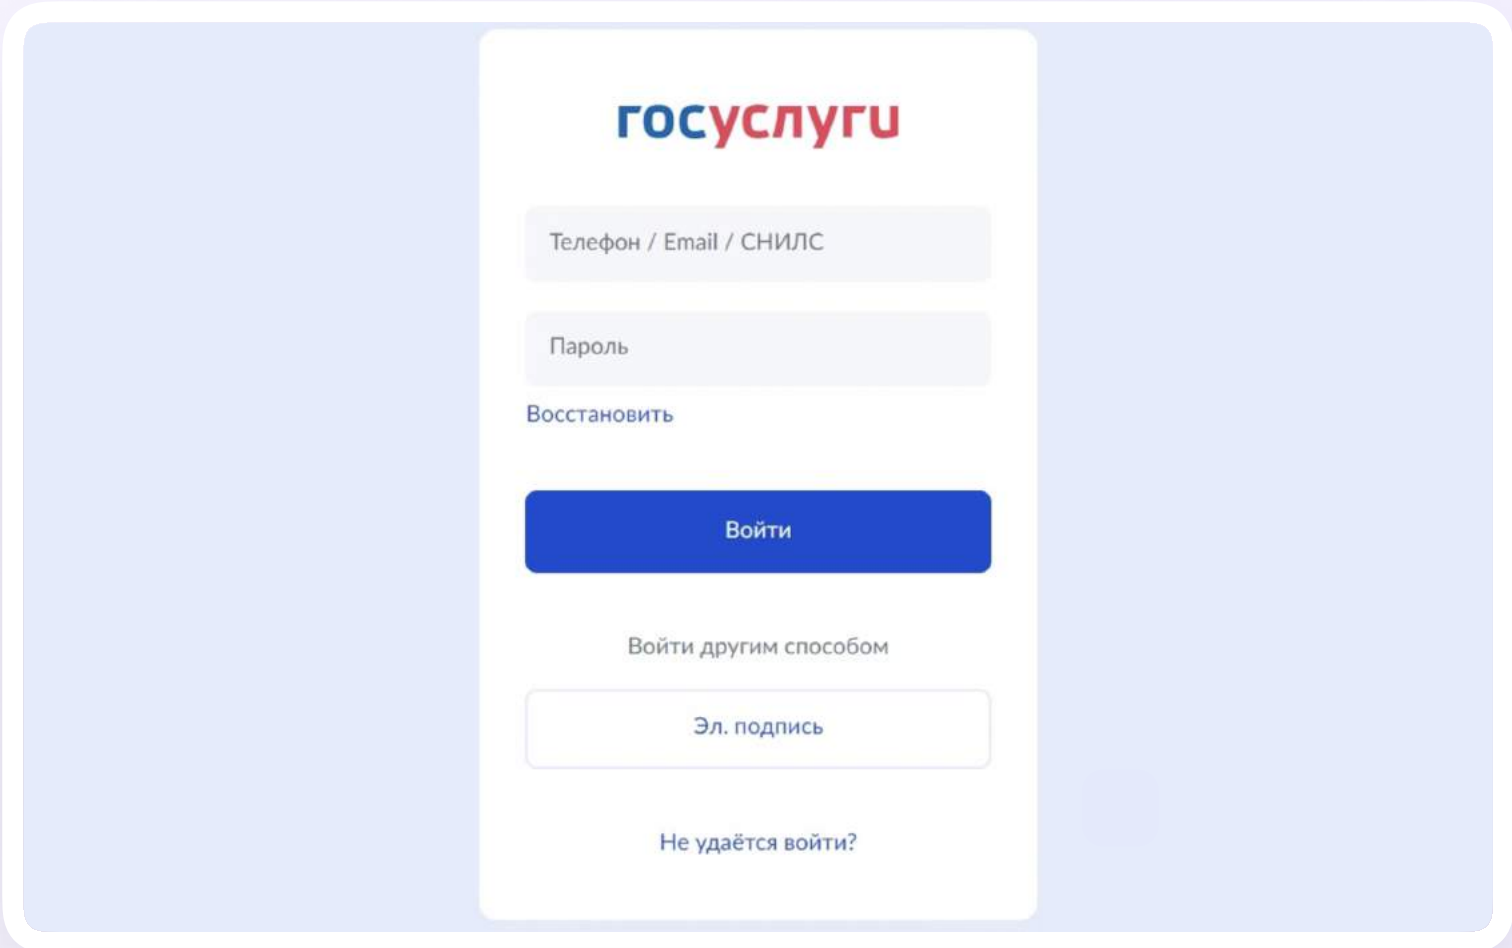 госуслуги
Телефон / Email / СНИЛС
Пароль
Восстановить
Войти
Войти другим способом
Эл. подпись
Не удаётся войти?